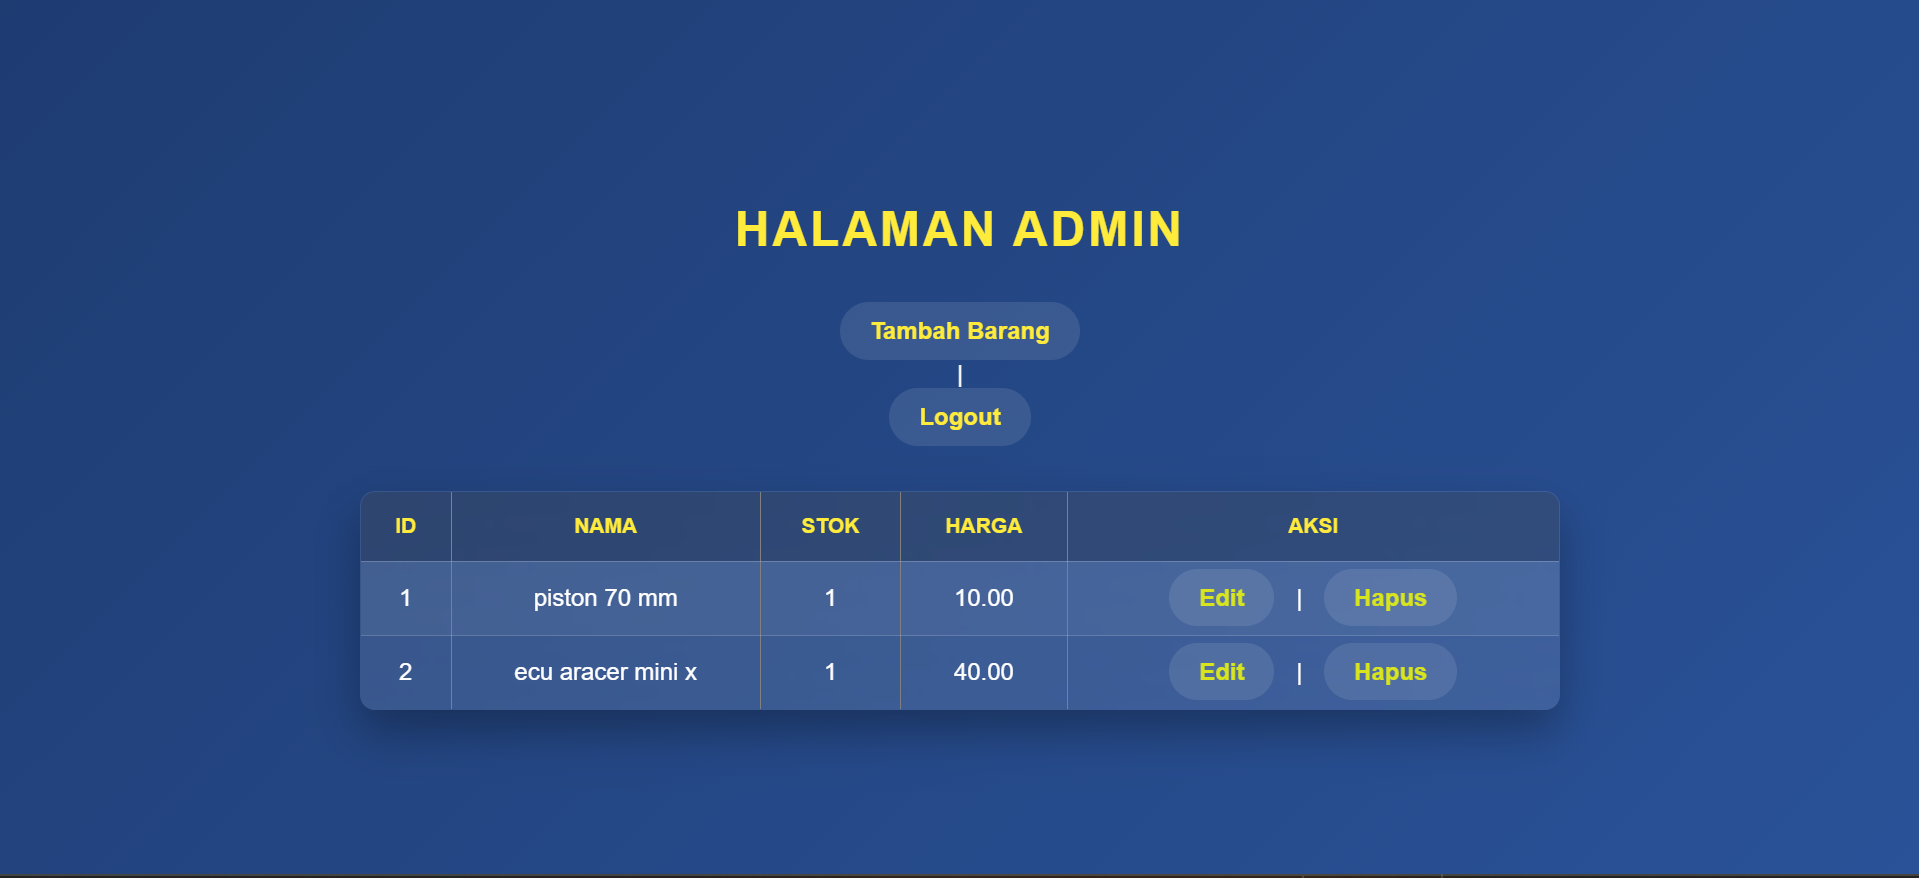 HALAMAN ADMIN
Tambah Barang
|
Logout
ID NAMA STOK HARGA AKSI
1 piston 70 mm 1 10.00 Edit | Hapus
2 ecu aracer mini x 1 40.00 Edit | Hapus